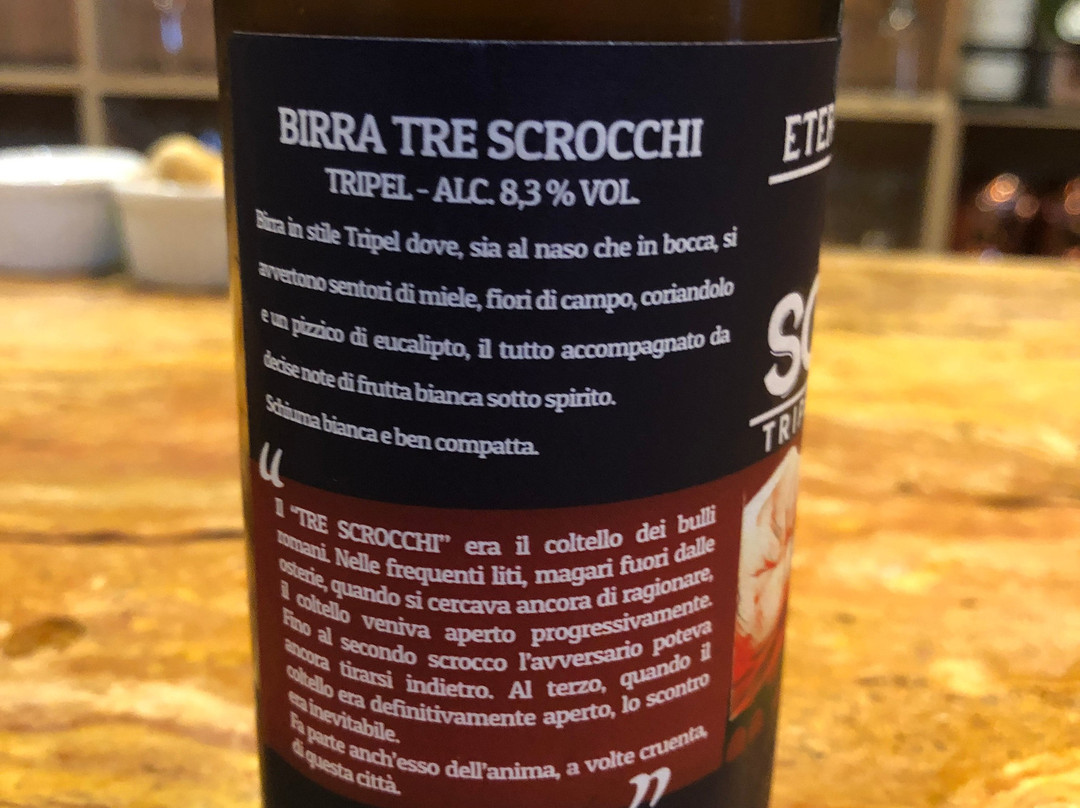 BIRRA TRE SCROCCHI
TRIPEL - ALC. 8,3 % VOL.
Birra in stile Tripel dove, sia al naso che in bocca, si
avvertono sentori di miele, fiori di campo, coriandolo
e un pizzico di eucalipto, il tutto accompagnato da
decise note di frutta bianca sotto spirito.
Schiuma bianca e ben compatta.
“
Il "TRE SCROCCHI" era il coltello dei bulli
romani. Nelle frequenti liti, magari fuori dalle
osterie, quando si cercava ancora di ragionare,
il coltello veniva aperto progressivamente.
Fino al secondo scrocco l'avversario poteva
ancora tirarsi indietro. Al terzo, quando il
coltello era definitivamente aperto, lo scontro
era inevitabile.
Fa parte anch'esso dell'anima, a volte cruenta,
di questa città.
”
ETER
SC
TRIP